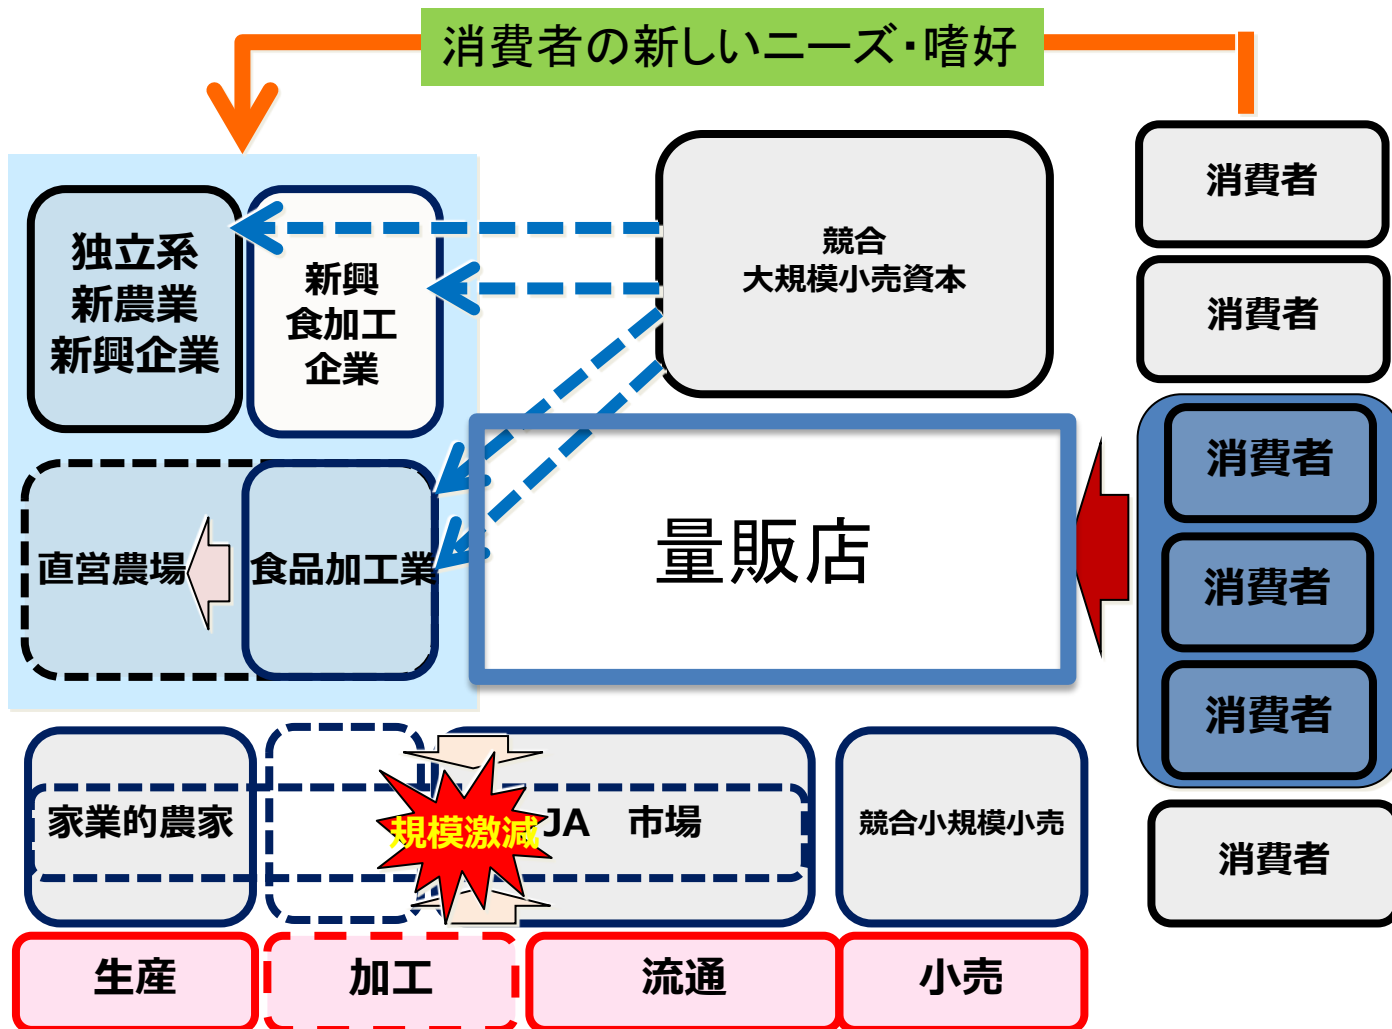 消費者の新しいニーズ・嗜好
独立系
新農業
新興企業
新興
食加工
企業
競合
大規模小売資本
消費者
消費者
消費者
消費者
消費者
消費者
直営農場
食品加工業
量販店
家業的農家
規模激減
JA　市場
競合小規模小売
生産
加工
流通
小売